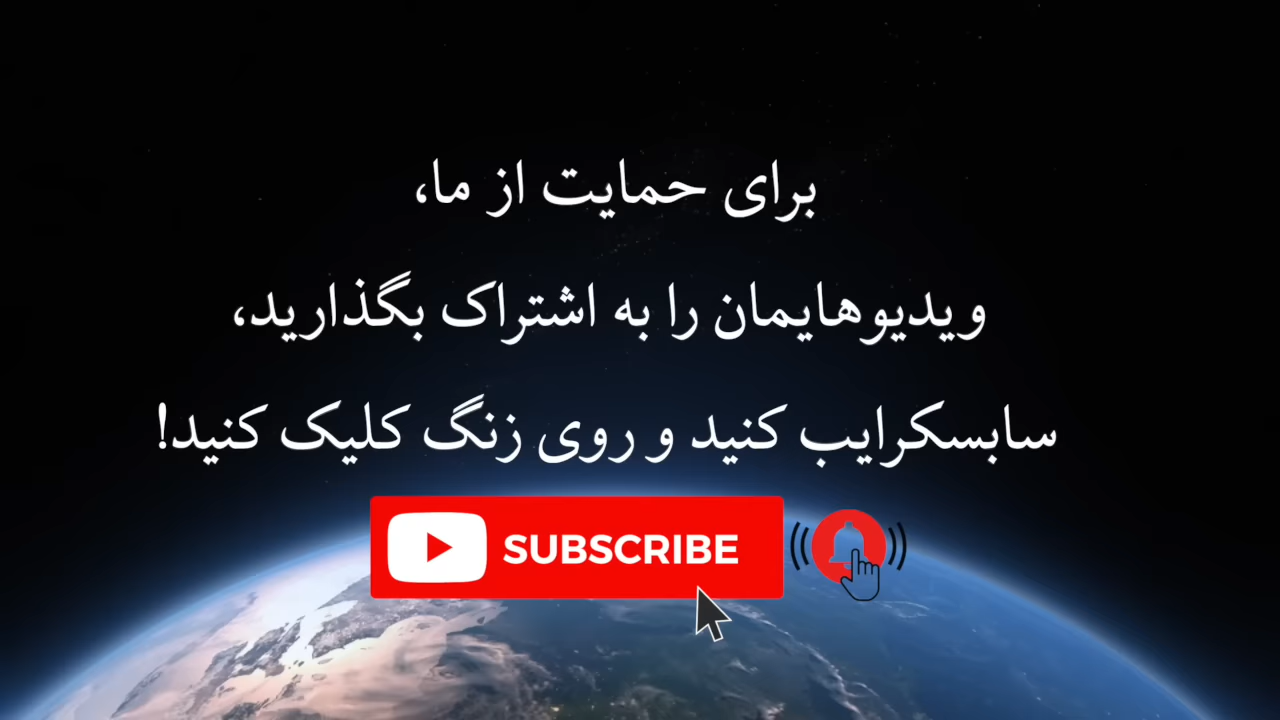 برای حمایت از ما،
ویدیوهایمان را به اشتراک بگذارید،
سابسکرایب کنید و روی زنگ کلیک کنید!
SUBSCRIBE